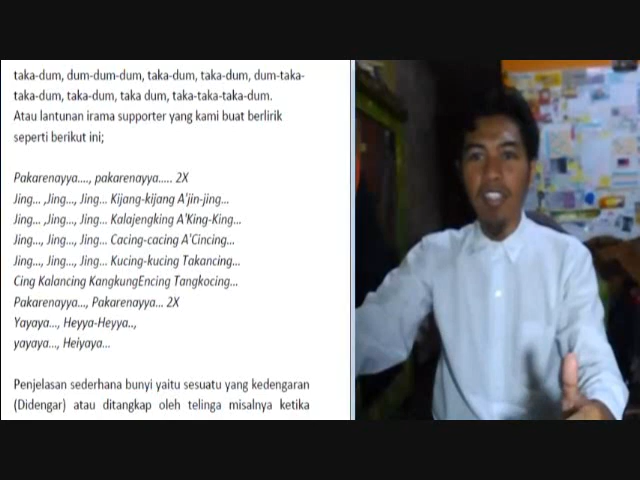 taka-dum, dum-dum-dum, taka-dum, taka-dum, dum-taka-
taka-dum, taka-dum, taka dum, taka-taka-taka-dum.
Atau lantunan irama supporter yang kami buat berlirik
seperti berikut ini;
Pakarenayya...., pakarenayya..... 2X
Jing... ,Jing..., Jing... Kijang-kijang A'jin-jing...
Jing... ,Jing..., Jing... Kalajengking A'King-King...
Jing..., Jing..., Jing... Cacing-cacing A'Cincing...
Jing..., Jing..., Jing... Kucing-kucing Takancing...
Cing Kalancing KangkungEncing Tangkocing...
Pakarenayya..., Pakarenayya... 2X
Yayaya..., Heyya-Heyya..,
yayaya..., Heiyaya...
Penjelasan sederhana bunyi yaitu sesuatu yang kedengaran
(Didengar) atau ditangkap oleh telinga misalnya ketika